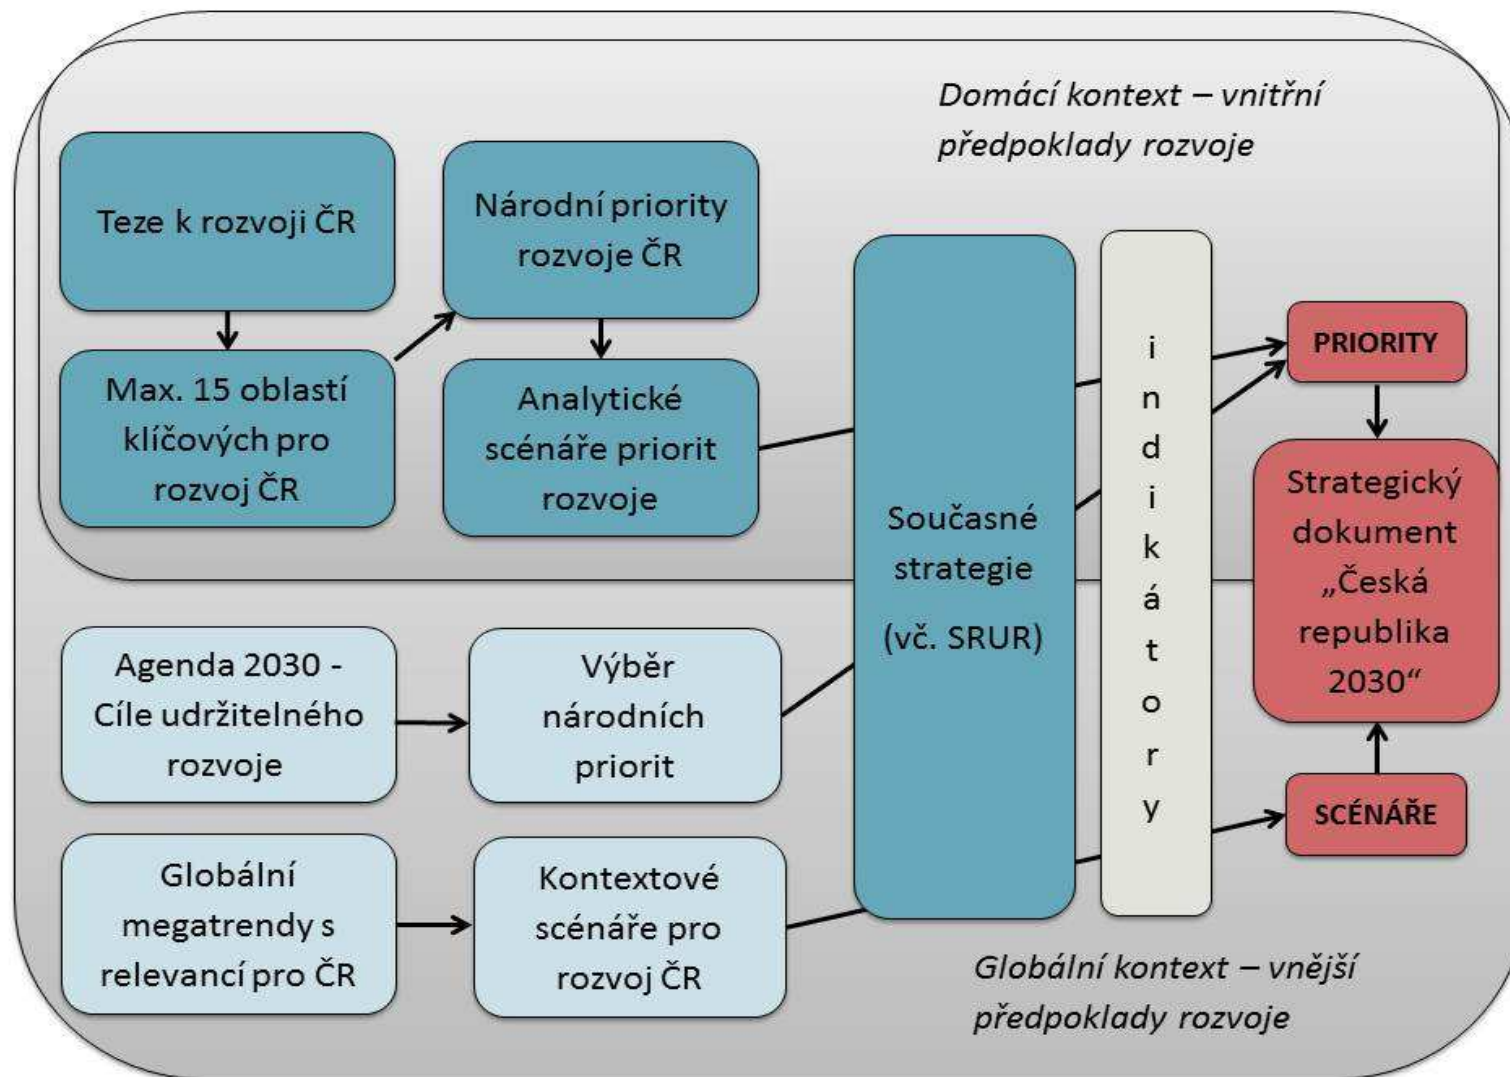 Domácí kontext – vnitřní
předpoklady rozvoje
Teze k rozvoji ČR
Národní priority
rozvoje ČR
Max. 15 oblastí
klíčových pro
rozvoj ČR
Analytické
scénáře priorit
rozvoje
Současné
strategie
(vč. SRUR)
indikátory
PRIORITY
Strategický
dokument
„Česká
republika
2030“
SCÉNÁŘE
Agenda 2030 -
Cíle udržitelného
rozvoje
Výběr
národních
priorit
Globální
megatrendy s
relevancí pro ČR
Kontextové
scénáře pro
rozvoj ČR
Globální kontext – vnější
předpoklady rozvoje